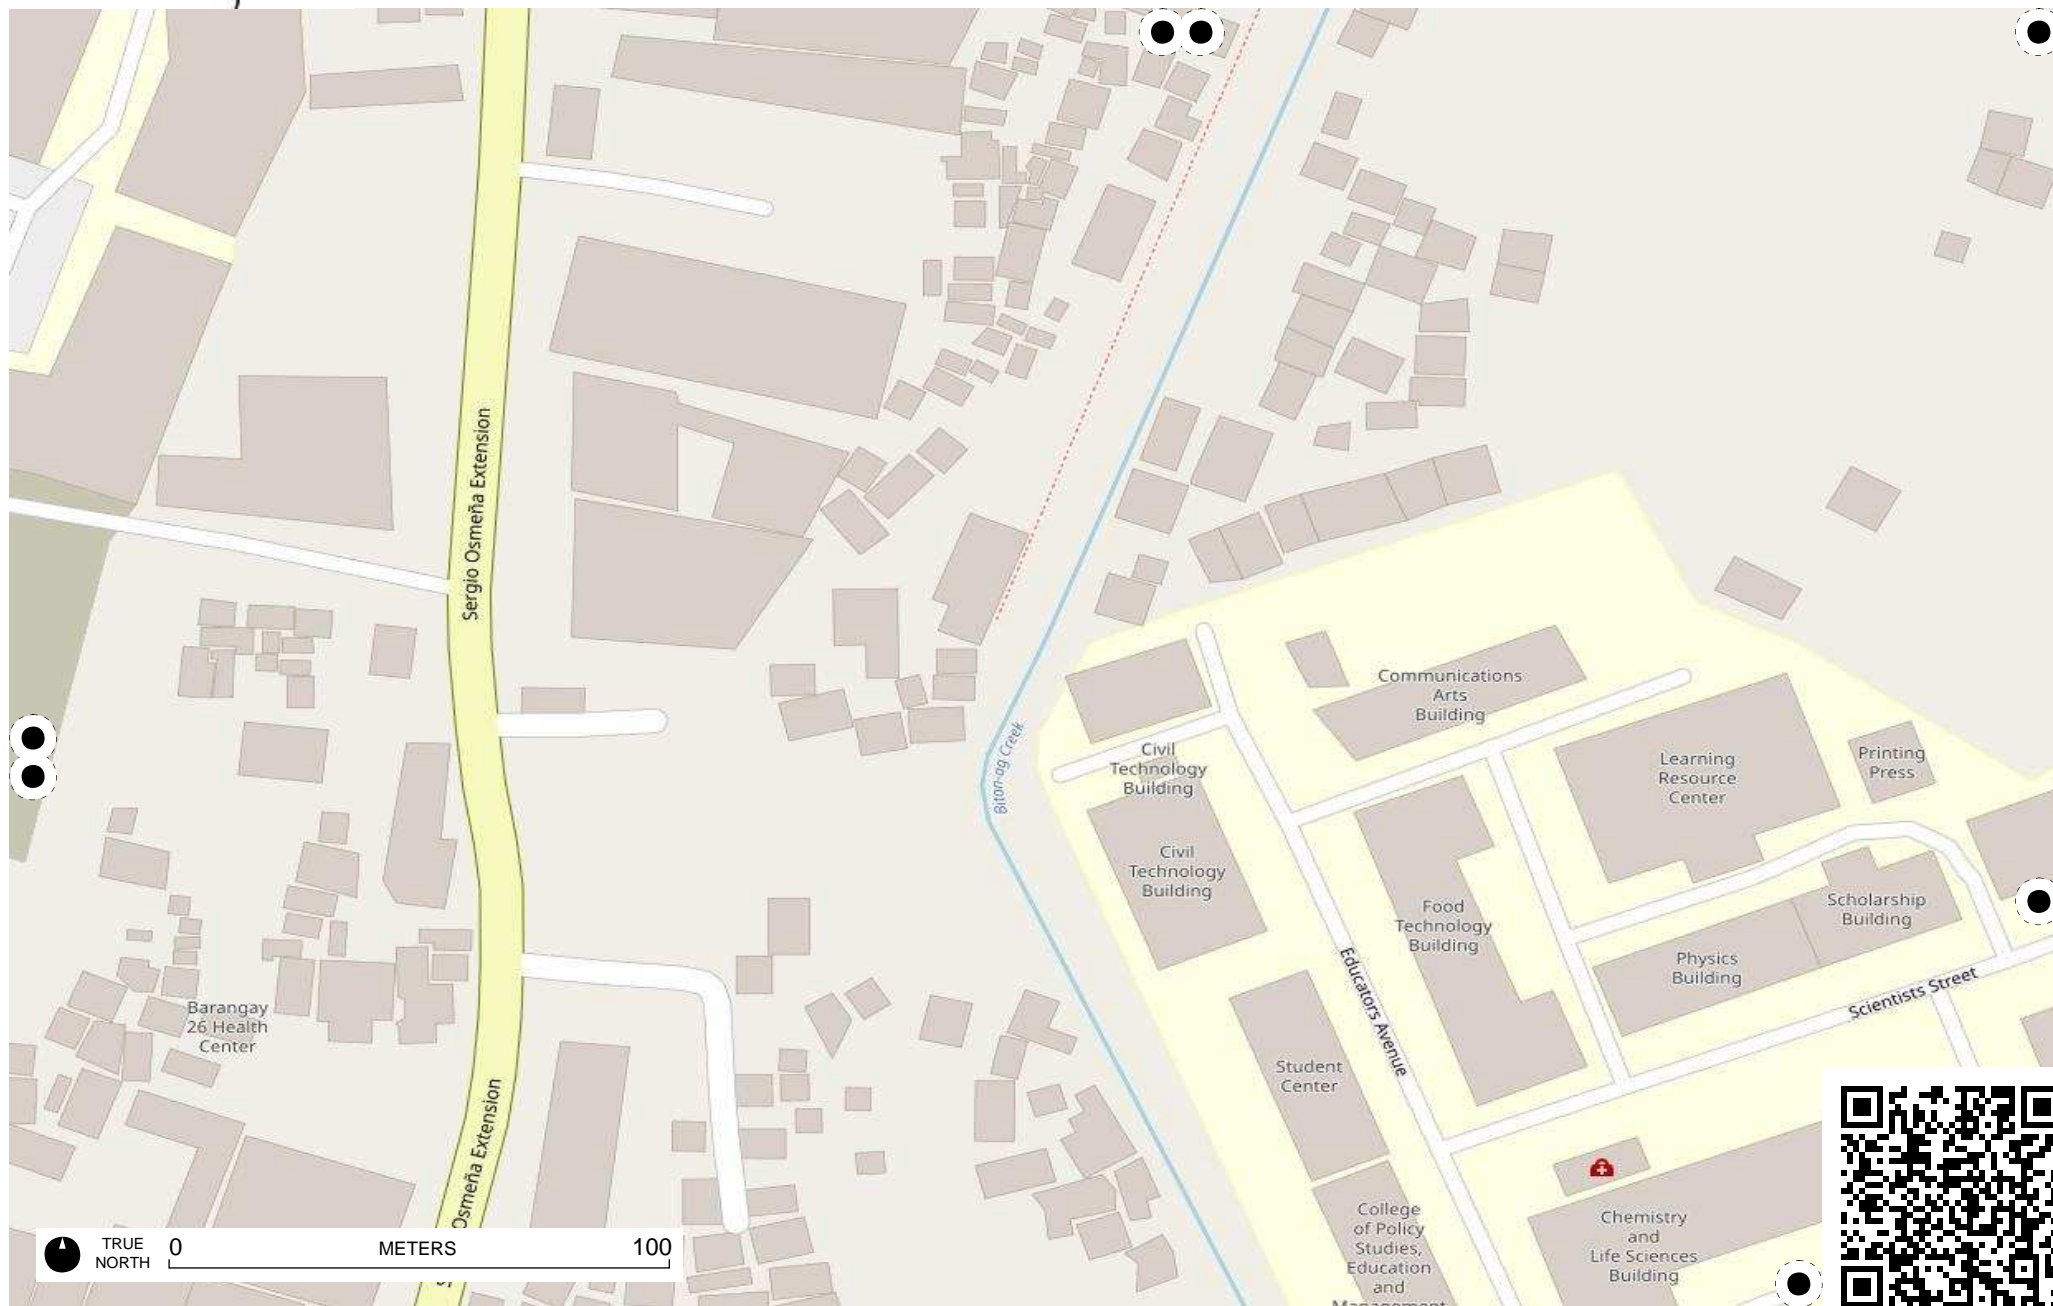 Sergio Osmeña Extension
Communications
Arts
Building
Bitan-ag Creek
Civil
Technology
Building
Learning
Resource
Center
Printing
Press
Civil
Technology
Building
Food
Technology
Building
Scholarship
Building
Physics
Building
Educators Avenue
Scientists Street
Barangay
26 Health
Center
Student
Center
Osmeña Extension
College
of Policy
Studies,
Education
and
Management
Chemistry
and
Life Sciences
Building
TRUE
NORTH
0 METERS 100